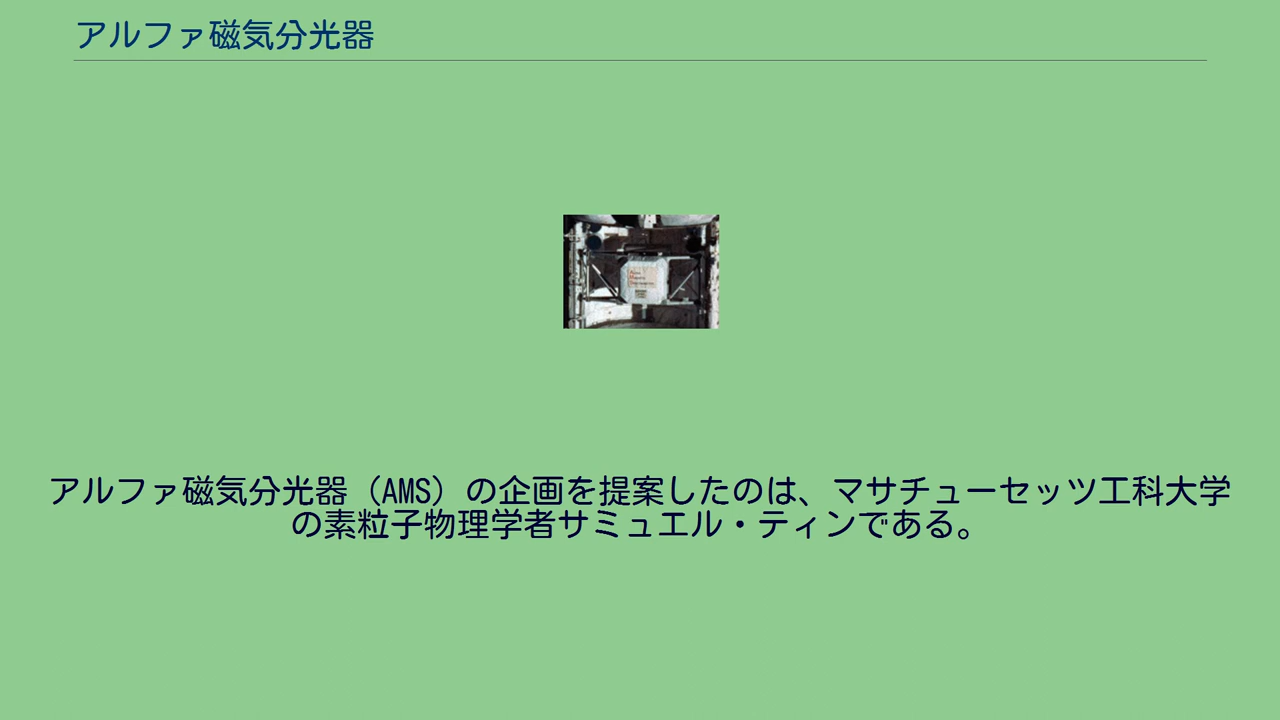 アルファ磁気分光器
アルファ磁気分光器（AMS）の企画を提案したのは、マサチューセッツ工科大学
の素粒子物理学者サミュエル・ティンである。